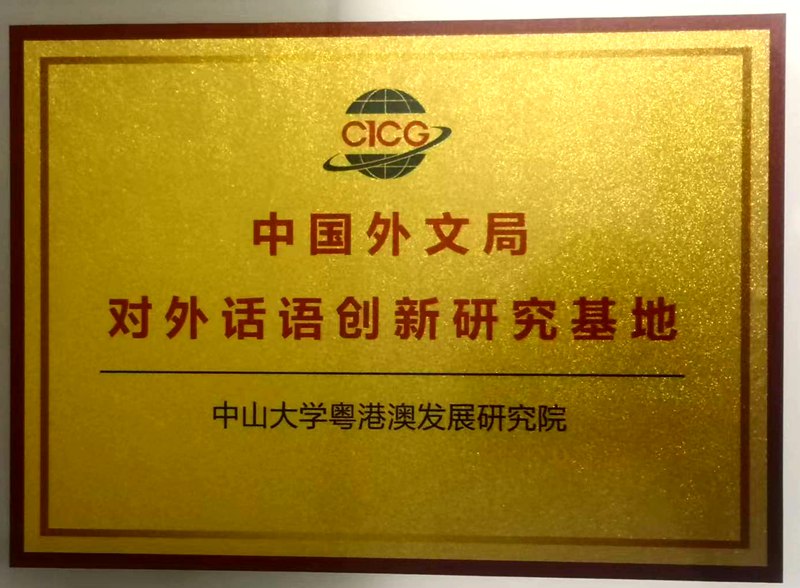 CICG
中国外文局
对外话语创新研究基地
中山大学粤港澳发展研究院